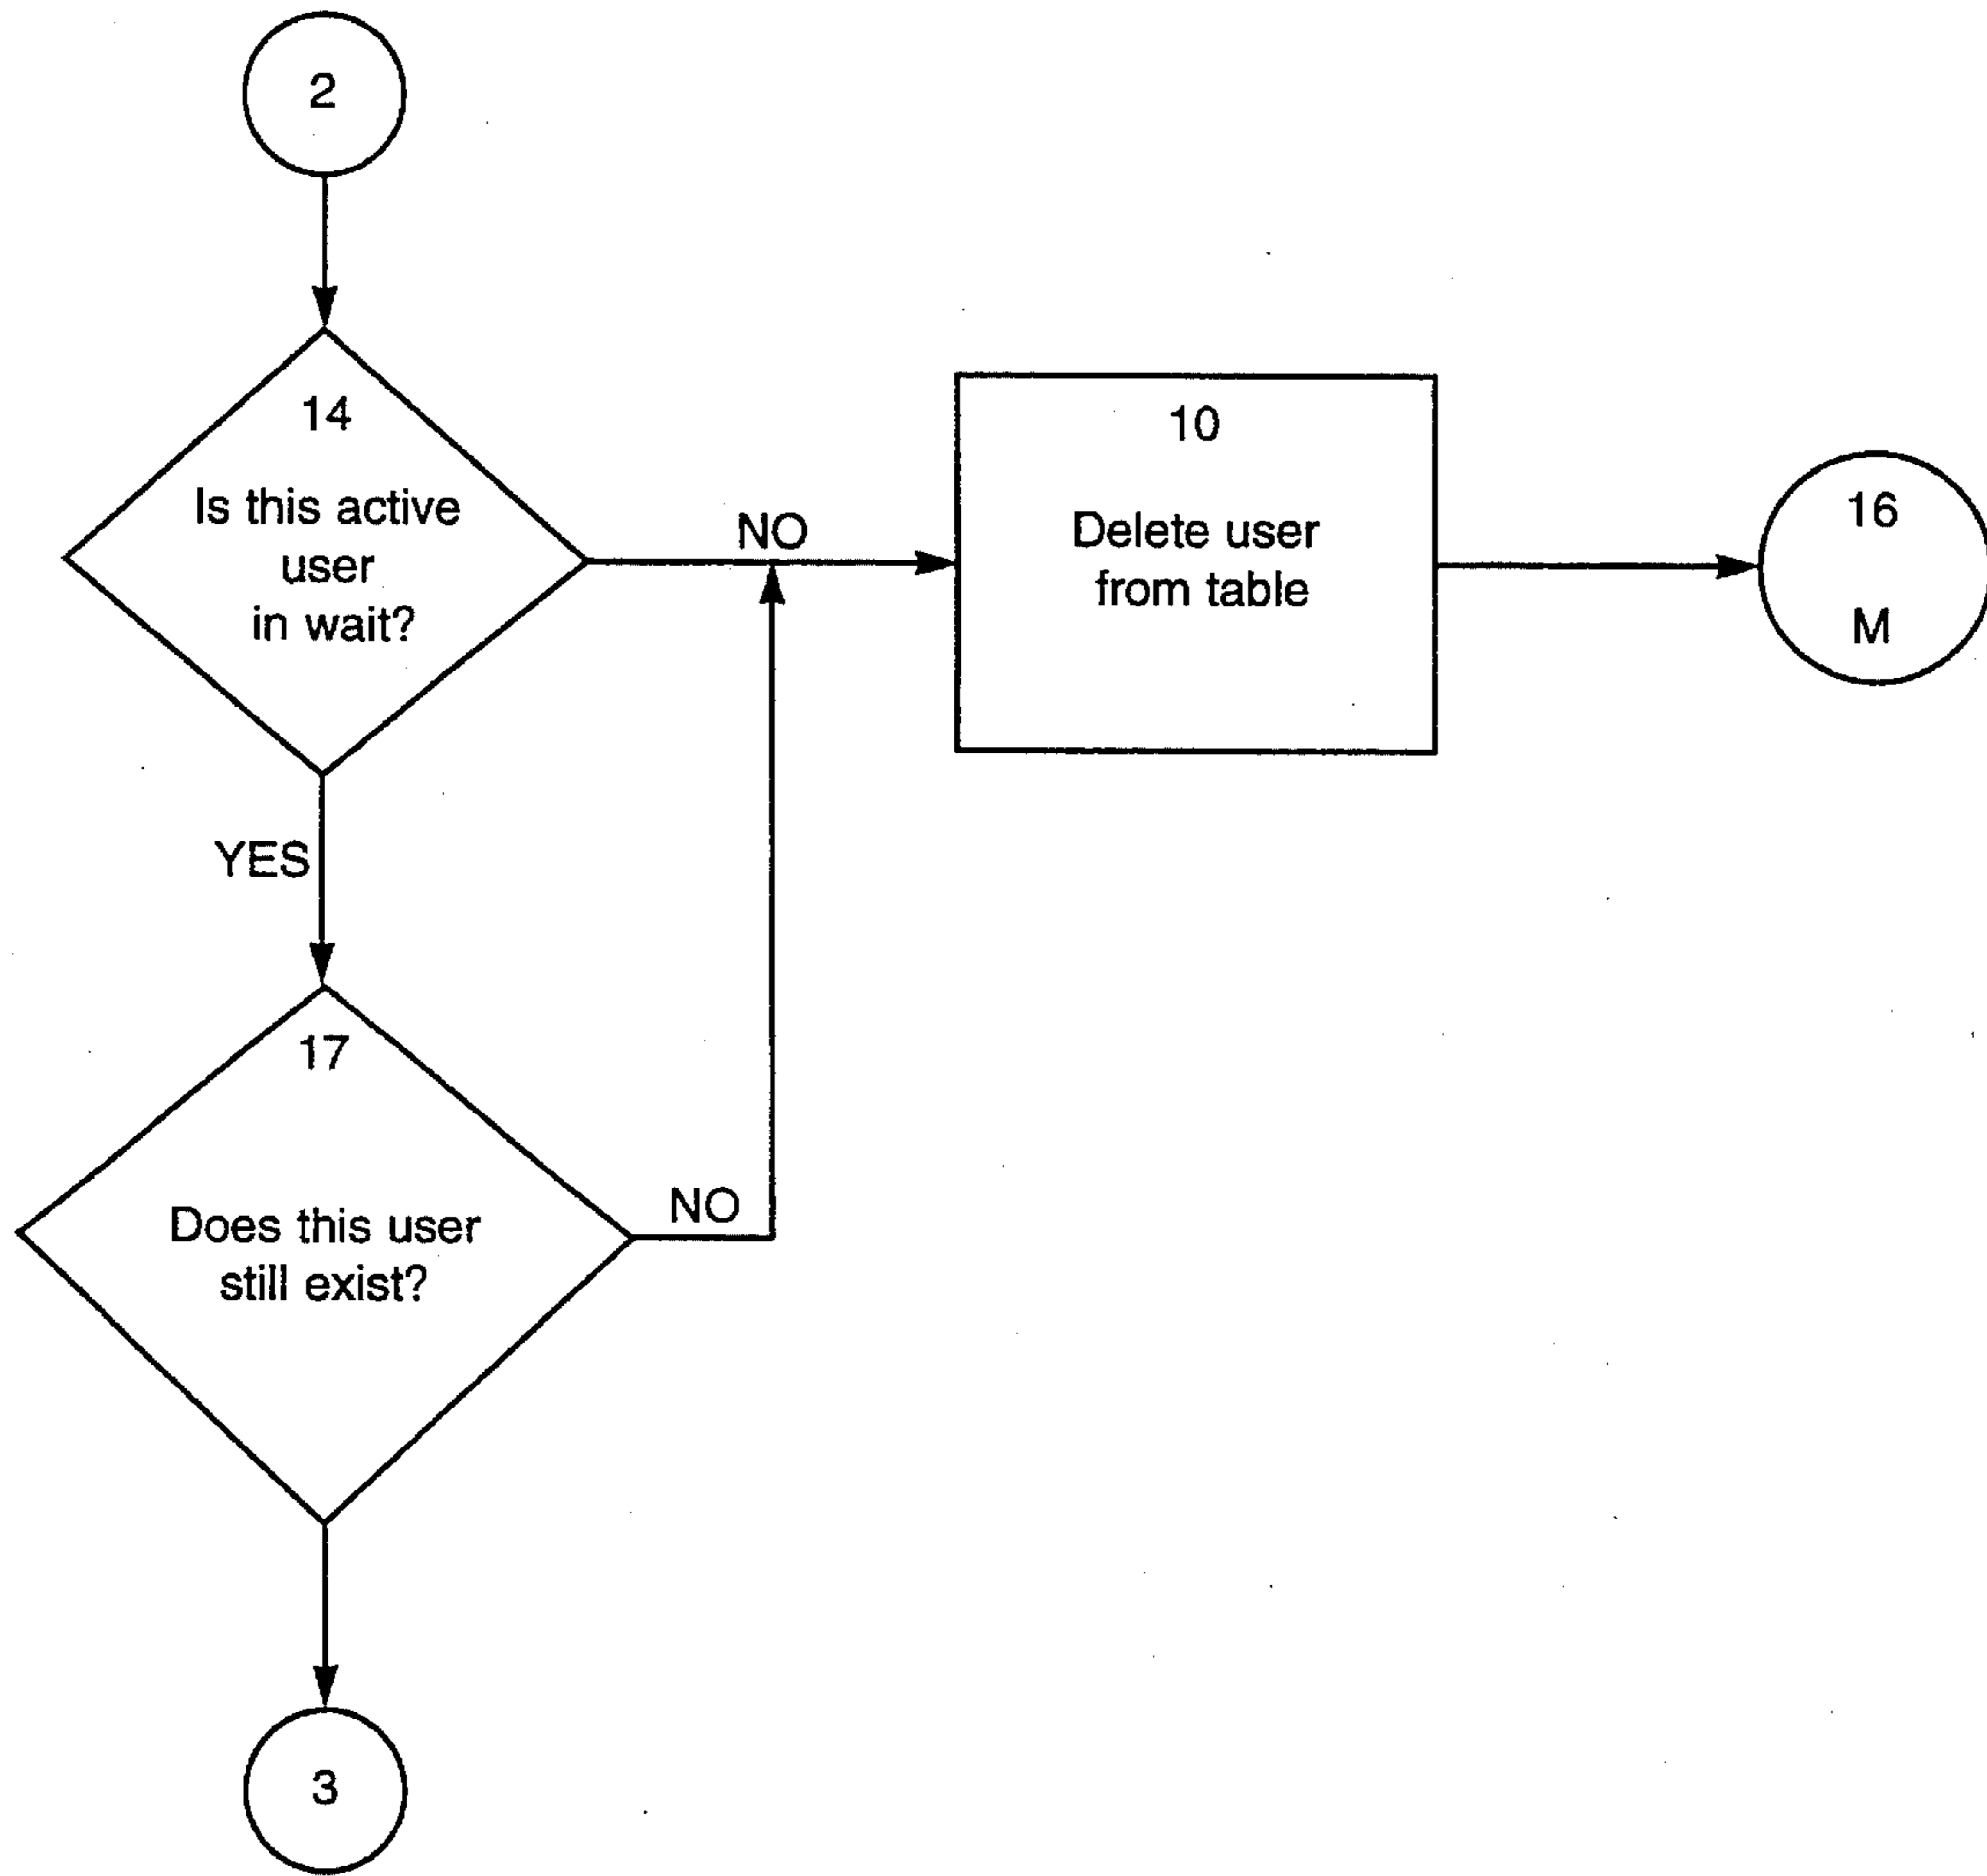 2
14
Is this active
user
in wait?
NO
10
Delete user
from table
16
M
YES
17
Does this user
still exist?
NO
3